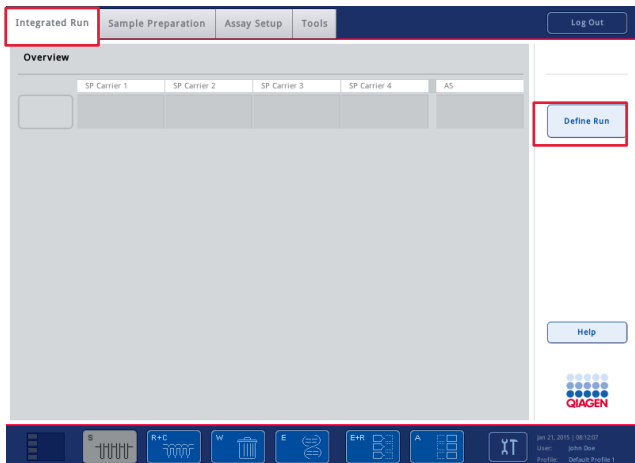 Integrated Run Sample Preparation Assay Setup Tools Log Out
Overview
SP Carrier 1 SP Carrier 2 SP Carrier 3 SP Carrier 4 AS
Define Run
Help
QIAGEN
S R+C W E E+R A
Jan 21, 2015 | 08:12:07
User: John Doe
Profile: Default Profile 1